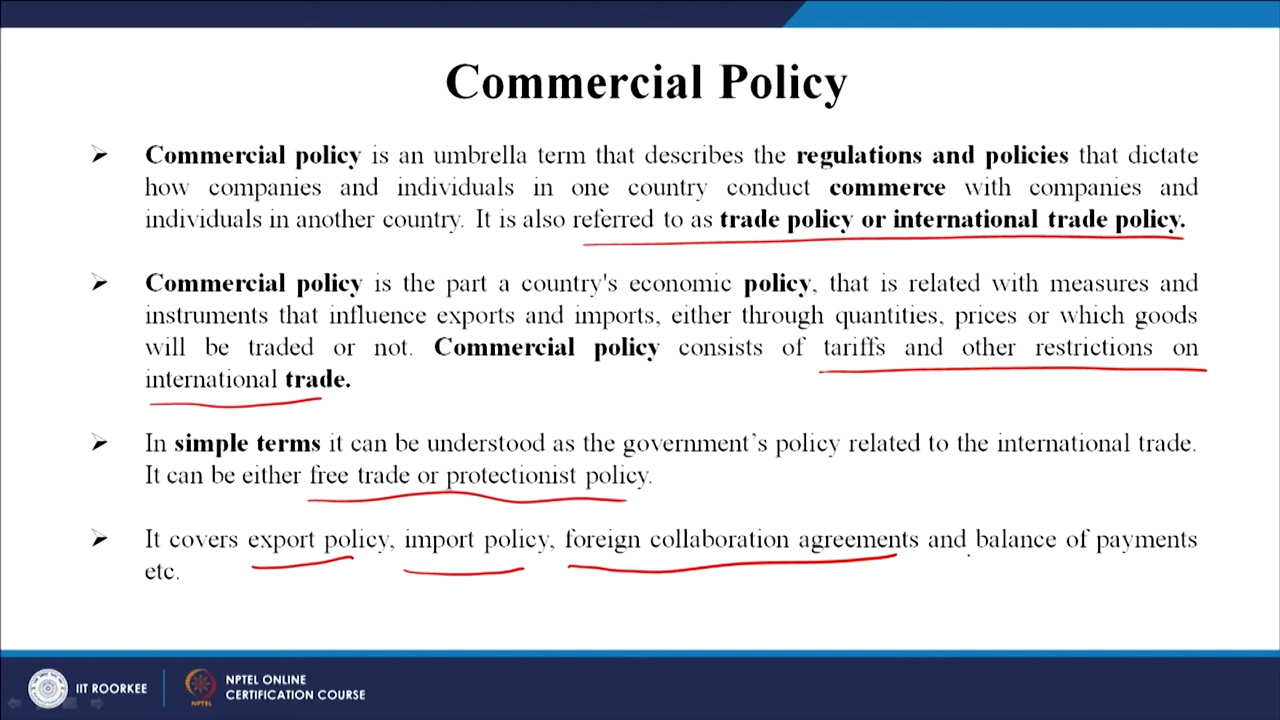 Commercial Policy
Commercial policy is an umbrella term that describes the regulations and policies that dictate
how companies and individuals in one country conduct commerce with companies and
individuals in another country. It is also referred to as trade policy or international trade policy.
Commercial policy is the part a country's economic policy, that is related with measures and
instruments that influence exports and imports, either through quantities, prices or which goods
will be traded or not. Commercial policy consists of tariffs and other restrictions on
international trade.
In simple terms it can be understood as the government's policy related to the international trade.
It can be either free trade or protectionist policy.
It covers export policy, import policy, foreign collaboration agreements and balance of payments
etc.
IIT ROORKEE
NPTEL
NPTEL ONLINE
CERTIFICATION COURSE